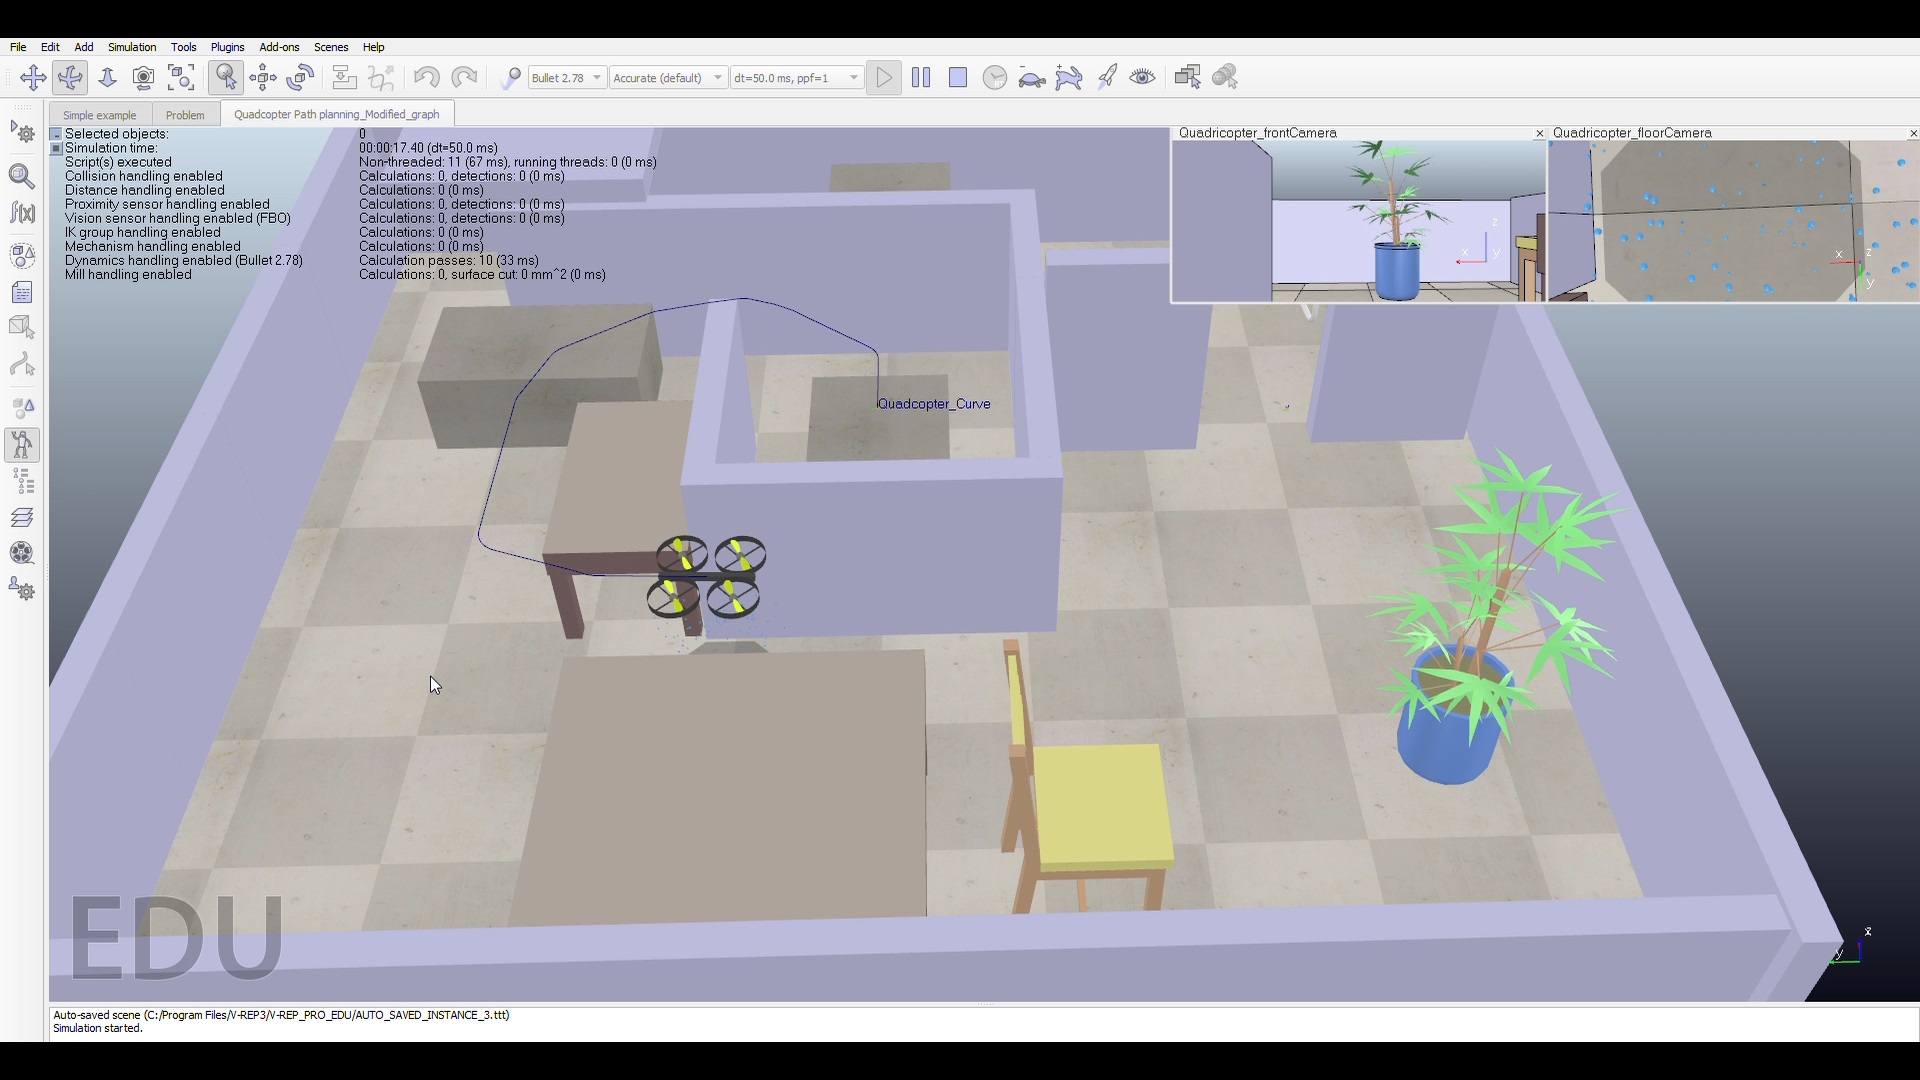 File Edit Add Simulation Tools Plugins Add-ons Scenes Help
Bullet 2.78 Accurate (default) dt=50.0 ms, ppf=1
Simple example Problem Quadcopter Path planning_Modified_graph
Selected objects: 0
Simulation time: 00:00:17.40 (dt=50.0 ms)
Script(s) executed Non-threaded: 11 (67 ms), running threads: 0 (0 ms)
Collision handling enabled Calculations: 0, detections: 0 (0 ms)
Distance handling enabled Calculations: 0 (0 ms)
Proximity sensor handling enabled Calculations: 0, detections: 0 (0 ms)
Vision sensor handling enabled (FBO) Calculations: 0, detections: 0 (0 ms)
IK group handling enabled Calculations: 0 (0 ms)
Mechanism handling enabled Calculations: 0 (0 ms)
Dynamics handling enabled (Bullet 2.78) Calculation passes: 10 (33 ms)
Mill handling enabled Calculations: 0, surface cut: 0 mm^2 (0 ms)
Quadricopter_frontCamera
z
x y
Quadricopter_floorCamera
x z
y
f(x)
Quadcopter_Curve
EDU
z
y
Auto-saved scene (C:/Program Files/V-REP3/V-REP_PRO_EDU/AUTO_SAVED_INSTANCE_3.ttt)
Simulation started.